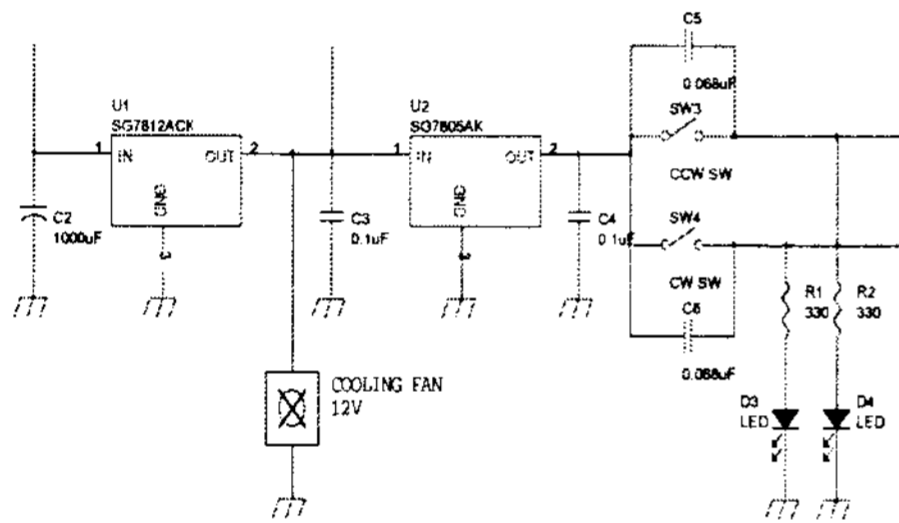 C5
0.068uF
SW3
CCW SW
U1
SG7812ACK
1
IN
OUT
2
GND
3
U2
SG7805AK
1
IN
OUT
2
GND
3
C2
1000uF
C3
0.1uF
C4
0.1uF
SW4
CW SW
C6
0.068uF
R1
330
R2
330
COOLING FAN
12V
D3
LED
D4
LED